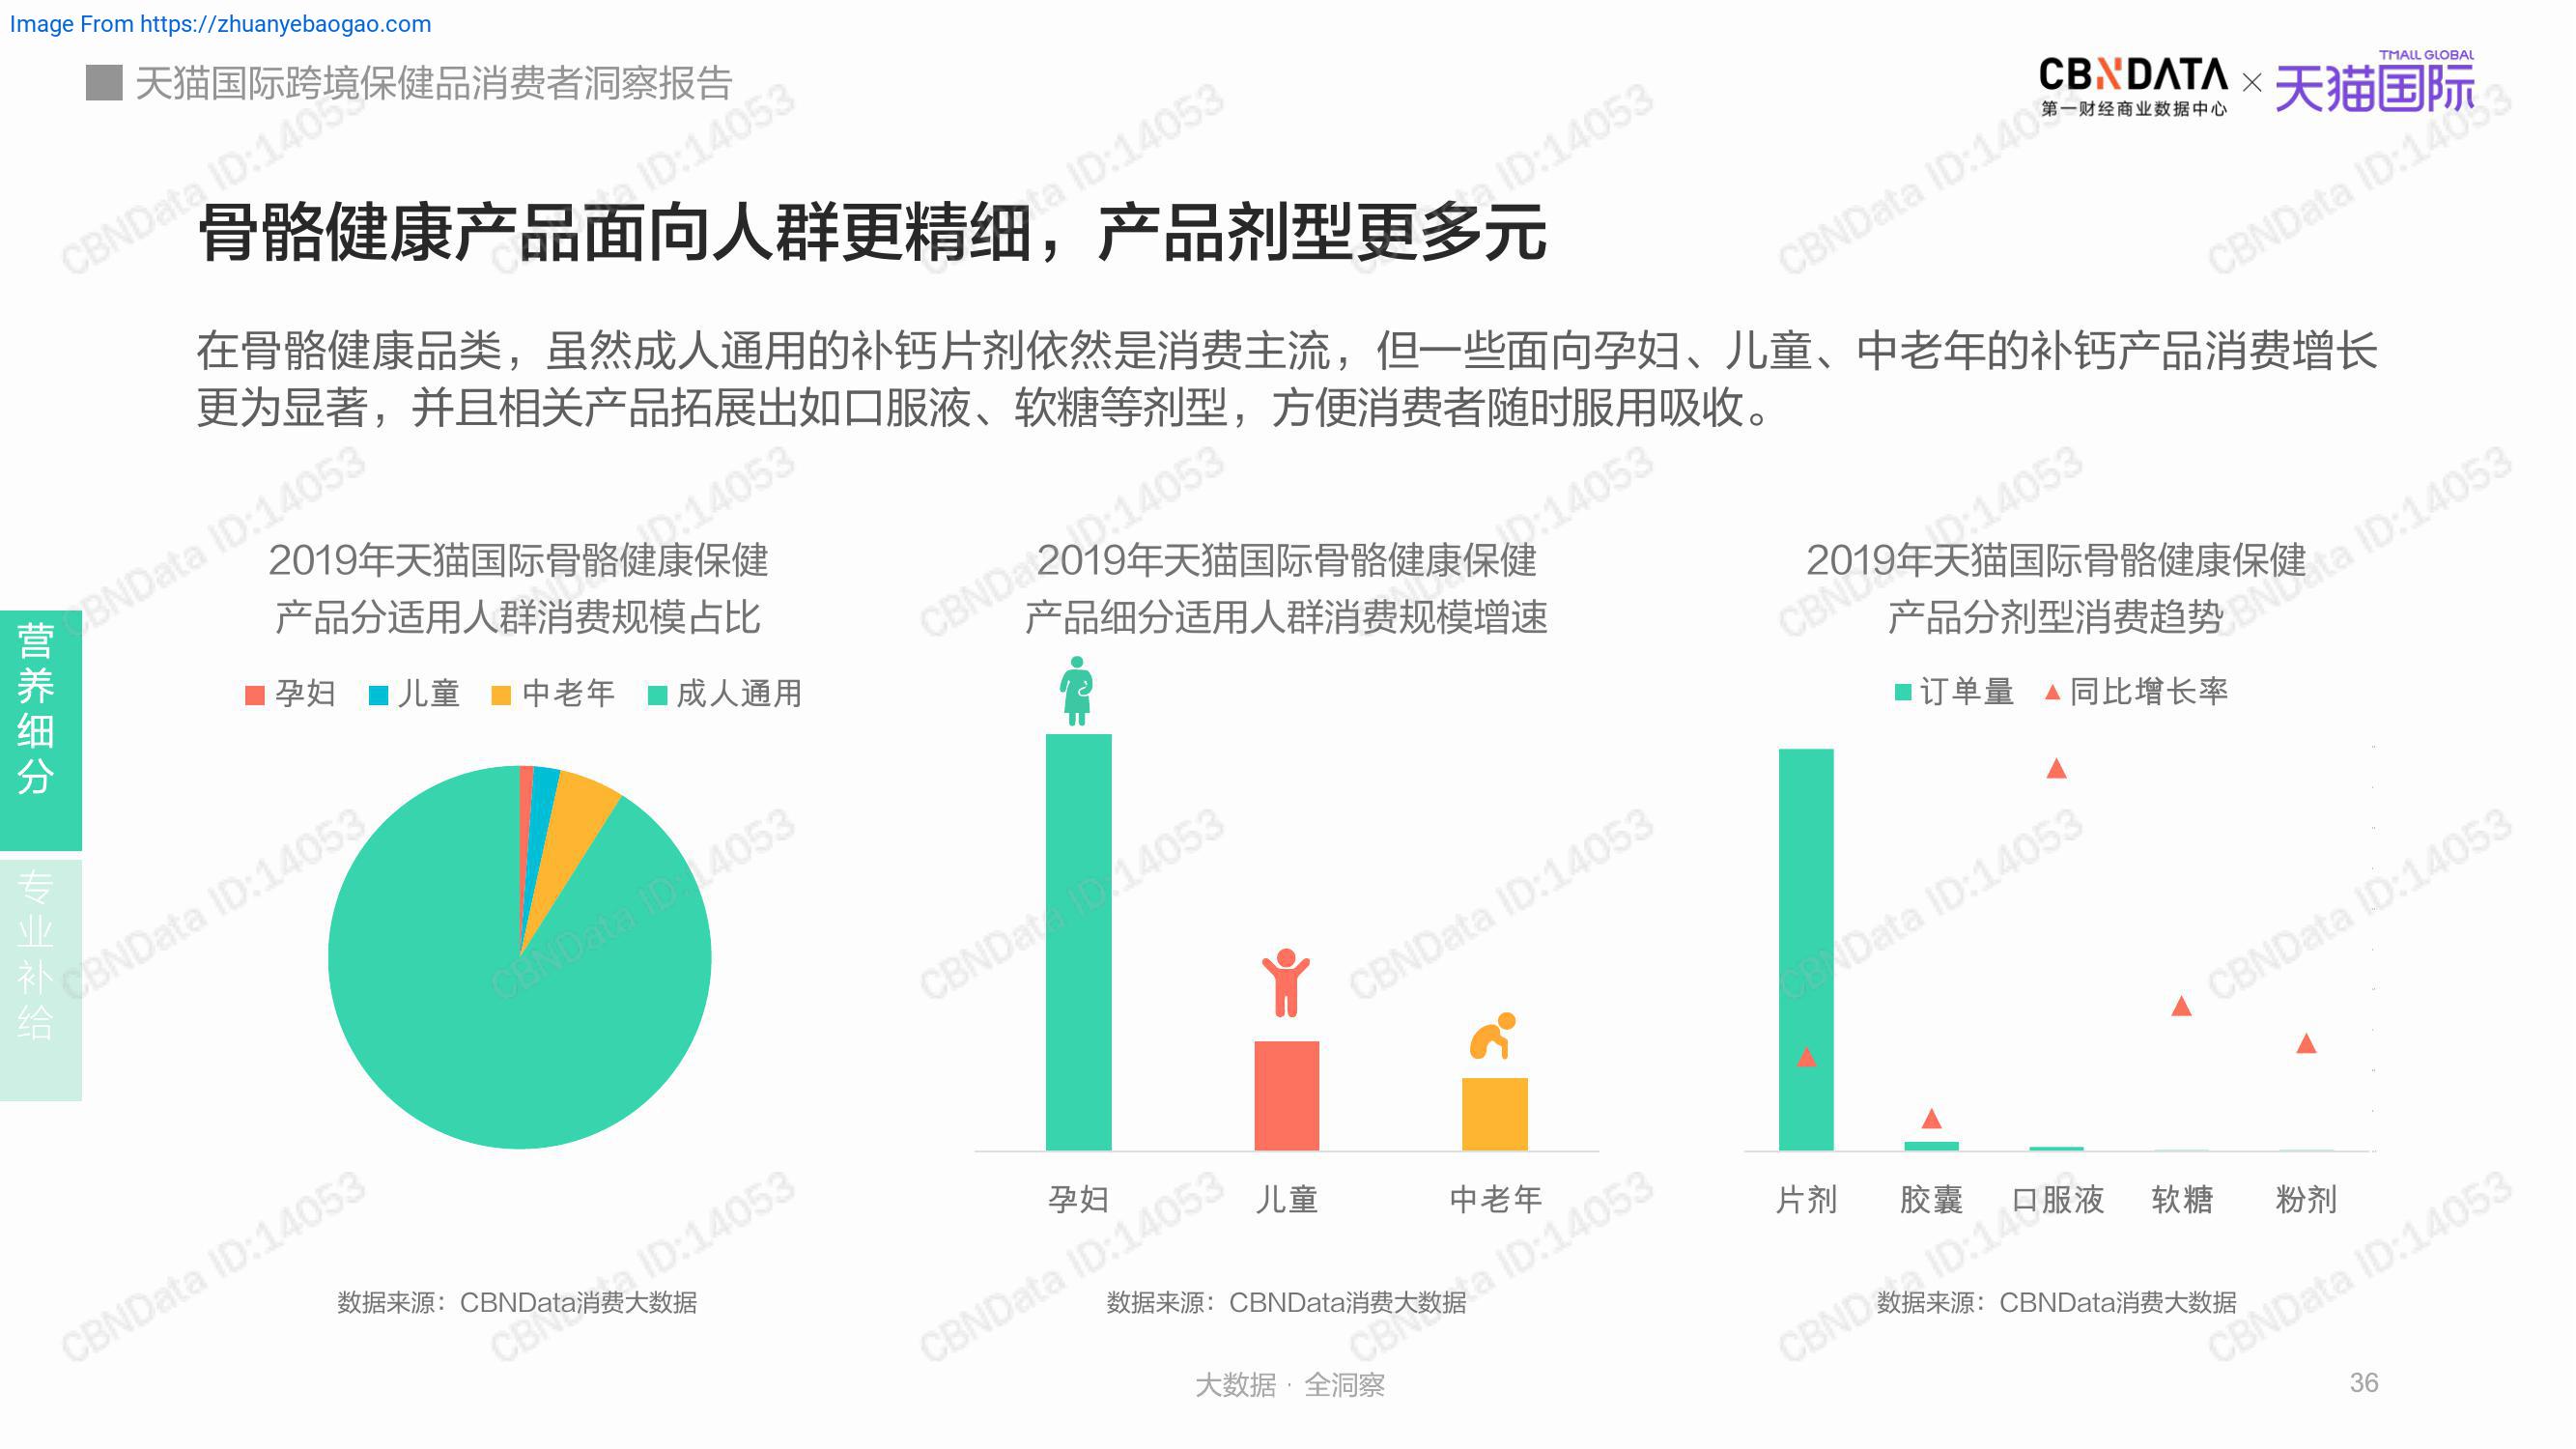 Image From https://zhuanyebaogao.com
天猫国际跨境保健品消费者洞察报告
CBNDATA
第一财经商业数据中心
×
TMALL GLOBAL
天猫国际
骨骼健康产品面向人群更精细，产品剂型更多元
在骨骼健康品类，虽然成人通用的补钙片剂依然是消费主流，但一些面向孕妇、儿童、中老年的补钙产品消费增长
更为显著，并且相关产品拓展出如口服液、软糖等剂型，方便消费者随时服用吸收。
营养细分
专业补给
2019年天猫国际骨骼健康保健
产品分适用人群消费规模占比
孕妇 儿童 中老年 成人通用
数据来源：CBNData消费大数据
2019年天猫国际骨骼健康保健
产品细分适用人群消费规模增速
孕妇 儿童 中老年
数据来源：CBNData消费大数据
2019年天猫国际骨骼健康保健
产品分剂型消费趋势
订单量 同比增长率
片剂 胶囊 口服液 软糖 粉剂
数据来源：CBNData消费大数据
大数据 · 全洞察
36
CBNData ID:14053